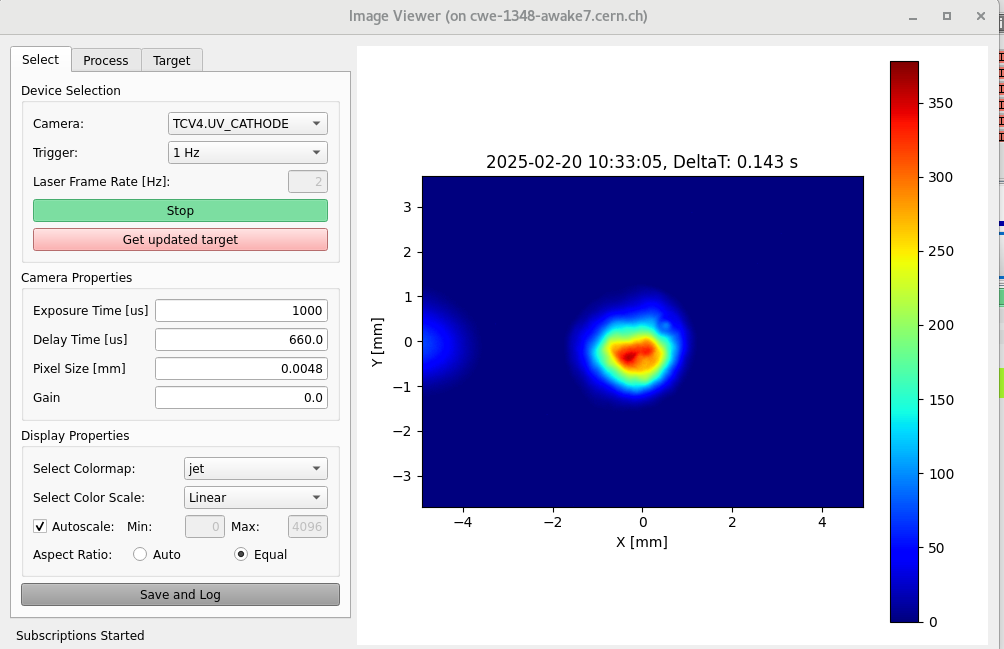 Image Viewer (on cwe-1348-awake7.cern.ch)
Select Process Target
Device Selection
Camera: TCV4.UV_CATHODE
Trigger: 1 Hz
Laser Frame Rate [Hz]: 2
Stop
Get updated target
Camera Properties
Exposure Time [us] 1000
Delay Time [us] 660.0
Pixel Size [mm] 0.0048
Gain 0.0
Display Properties
Select Colormap: jet
Select Color Scale: Linear
Autoscale: Min: 0 Max: 4096
Aspect Ratio: Auto Equal
Save and Log
Subscriptions Started
2025-02-20 10:33:05, DeltaT: 0.143 s
Y [mm]
3
2
1
0
−1
−2
−3
−4 −2 0 2 4
X [mm]
350
300
250
200
150
100
50
0